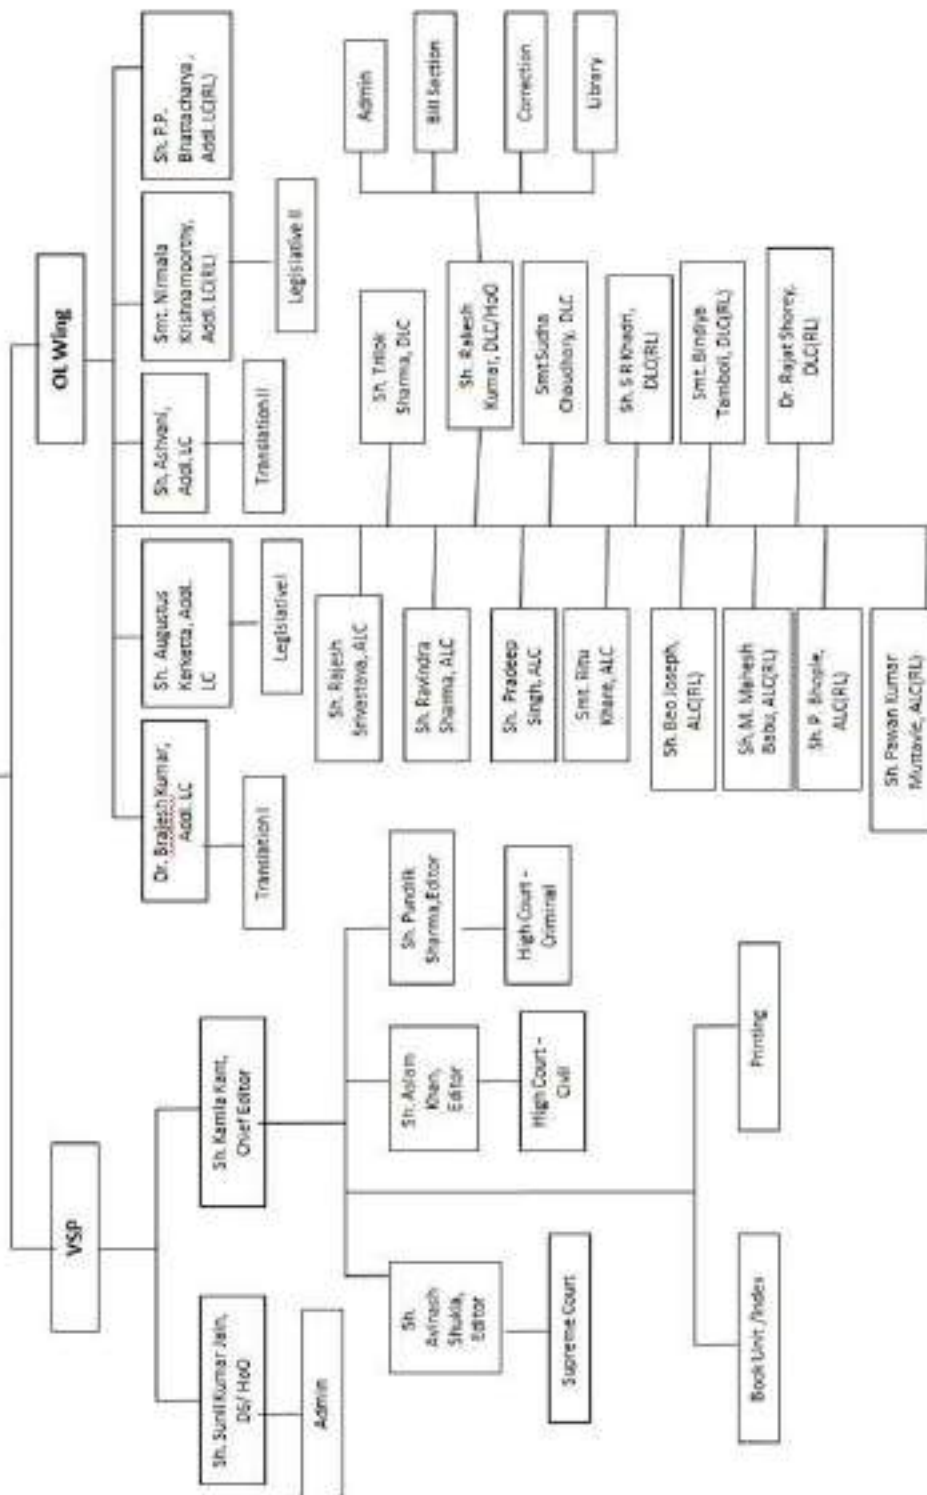 VSP
OL Wing
Sh. Sunil Kumar Jain,
DS/ HoO
Admin
Sh. Kamla Kant,
Chief Editor
Sh.
Avinash
Shukla,
Editor
Supreme Court
Sh. Aslam
Khan,
Editor
High Court –
Civil
Sh. Pundrik
Sharma,Editor
High Court –
Criminal
Book Unit /Index
Printing
Dr. Brajesh Kumar,
Addl. LC
Translation I
Sh. Augustus
Kerketta, Addl.
LC
Legislative I
Sh, Ashvani,
Addl. LC
Translation II
Smt. Nirmala
Krishnamoorthy,
Addl. LC(RL)
Legislative II
Sh. P.P.
Bhattacharya,
Addl. LC(RL)
Sh. Rajesh
Srivastava, ALC
Sh. Ravindra
Sharma, ALC
Sh. Pradeep
Singh, ALC
Smt. Ritu
Khare, ALC
Sh. Beo Joseph,
ALC(RL)
Sh. M. Mahesh
Babu, ALC(RL)
Sh. P. Bhople,
ALC(RL)
Sh. Pawan Kumar
ALC(RL)
Sh. Trilok
Sharma, DLC
Sh. Rakesh
Kumar, DLC/HoO
Smt Sudha
Chaudhary, DLC
Sh. S R Khadri,
DLC(RL)
Smt. Bindiya
Tamboli, DLC(RL)
Dr. Rajat Shorey,
DLC(RL)
Admin
Bill Section
Correction
Library